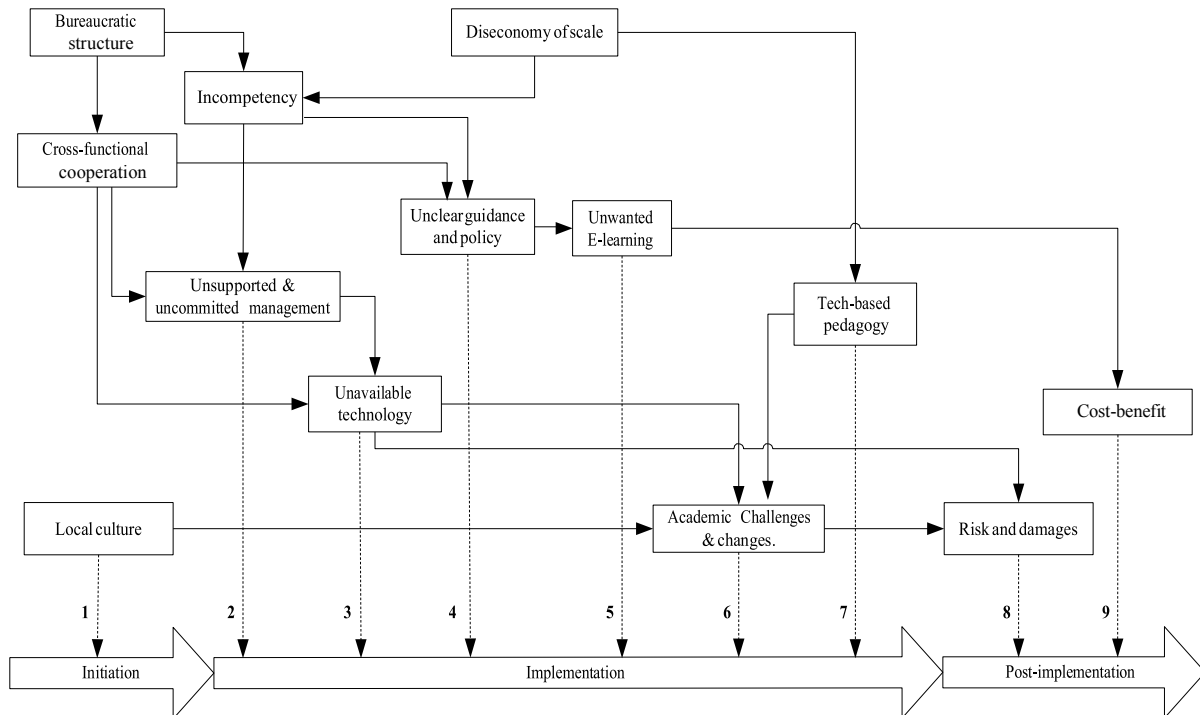 Bureaucratic
structure
Diseconomy of scale
Incompetency
Cross-functional
cooperation
Unclear guidance
and policy
Unwanted
E-learning
Unsupported &
uncommitted management
Tech-based
pedagogy
Unavailable
technology
Cost-benefit
Local culture
Academic Challenges
& changes.
Risk and damages
1
2
3
4
5
6
7
8
9
Initiation
Implementation
Post-implementation